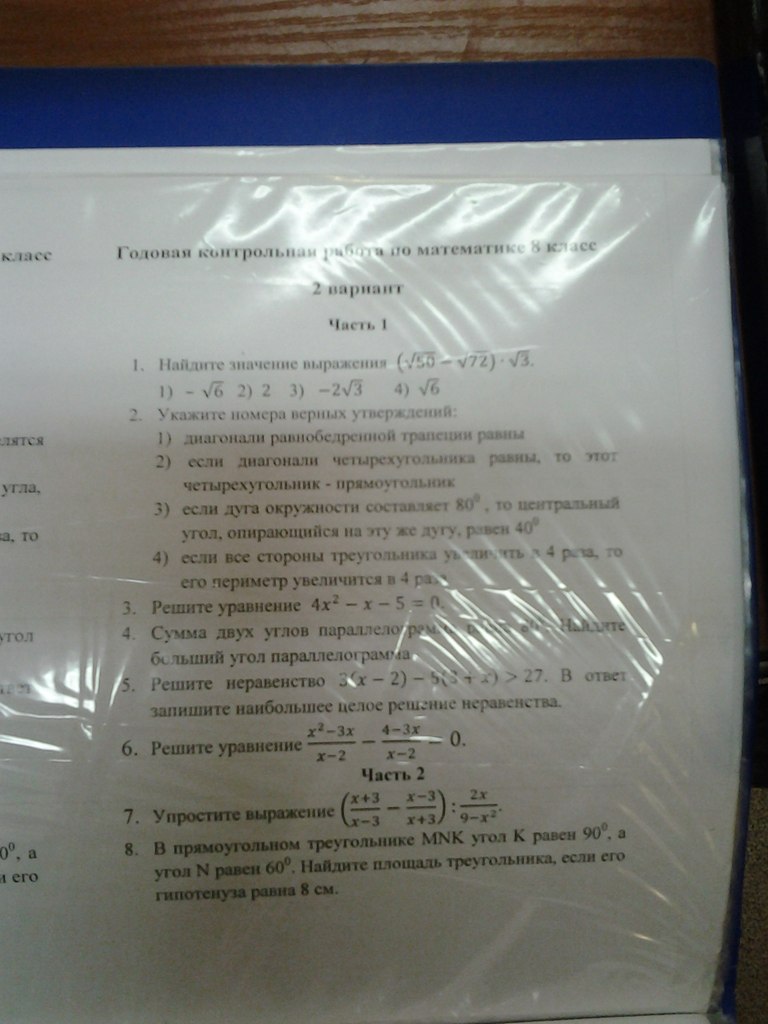 класс
Годовая контрольная работа по математике 8 класс
2 вариант
Часть 1
1. Найдите значение выражения (√50 − √72) · √3.
1) − √6 2) 2 3) −2√3 4) √6
2. Укажите номера верных утверждений:
1) диагонали равнобедренной трапеции равны
2) если диагонали четырехугольника равны, то этот
четырехугольник - прямоугольник
3) если дуга окружности составляет 80⁰ , то центральный
угол, опирающийся на эту же дугу, равен 40⁰
4) если все стороны треугольника увеличить в 4 раза, то
его периметр увеличится в 4 раза
3. Решите уравнение 4x² − x − 5 = 0.
4. Сумма двух углов параллелограмма Найдите
больший угол параллелограмма
5. Решите неравенство 3(x − 2) − 5(3 + x) > 27. В ответ
запишите наибольшее целое решение неравенства.
6. Решите уравнение (x²−3x)/(x−2) − (4−3x)/(x−2) = 0.
Часть 2
7. Упростите выражение ((x+3)/(x−3) − (x−3)/(x+3)) : 2x/(9−x²).
8. В прямоугольном треугольнике MNK угол K равен 90⁰, а
угол N равен 60⁰. Найдите площадь треугольника, если его
гипотенуза равна 8 см.
елятся
угла,
а, то
угол
0⁰, а
и его